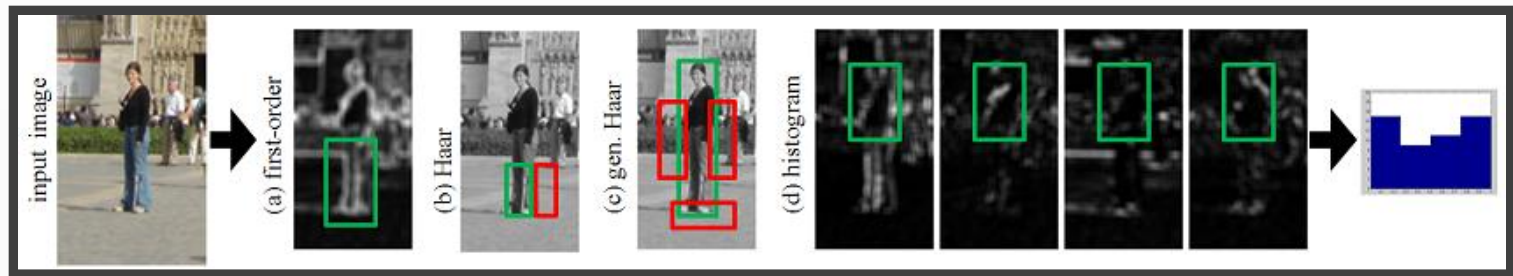 input image
(a) first-order
(b) Haar
(c) gen. Haar
(d) histogram